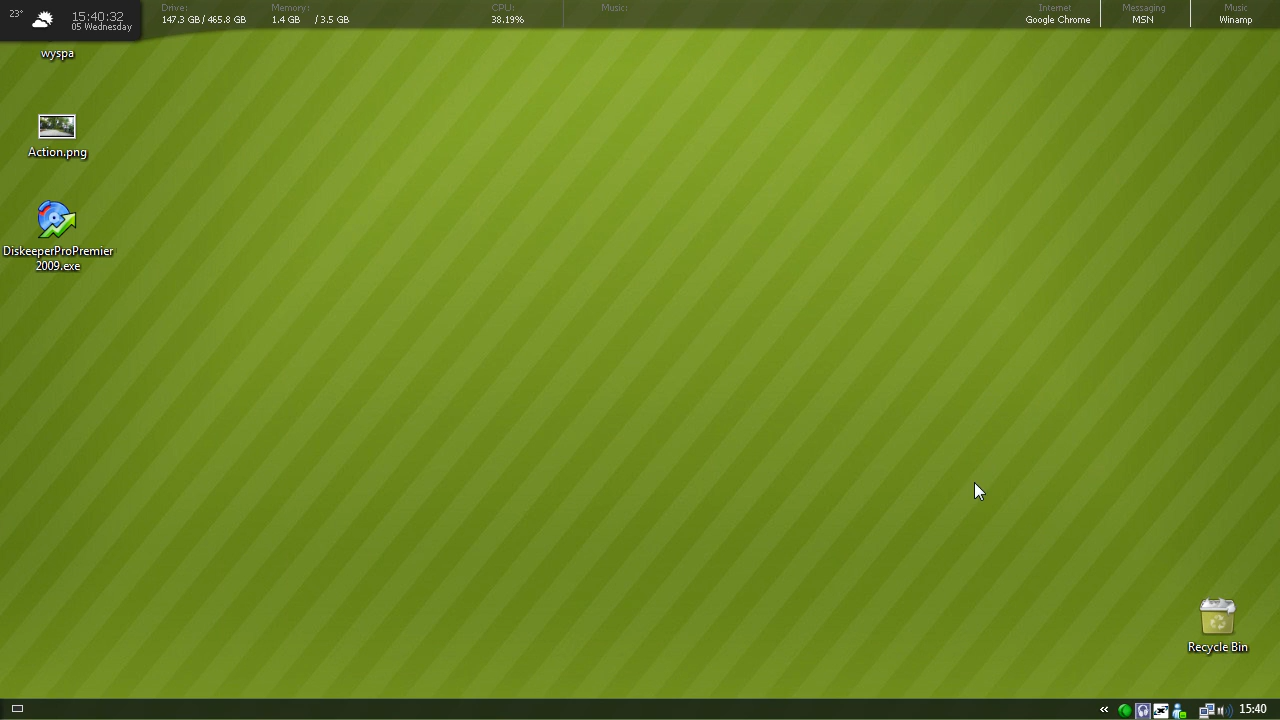 23°
15:40:32
05 Wednesday
Drive:
147.3 GB / 465.8 GB
Memory:
1.4 GB / 3.5 GB
CPU:
38.19%
Music:
Internet
Google Chrome
Messaging
MSN
Music
Winamp
wyspa
Action.png
DiskeeperProPremier
2009.exe
Recycle Bin
«
15:40